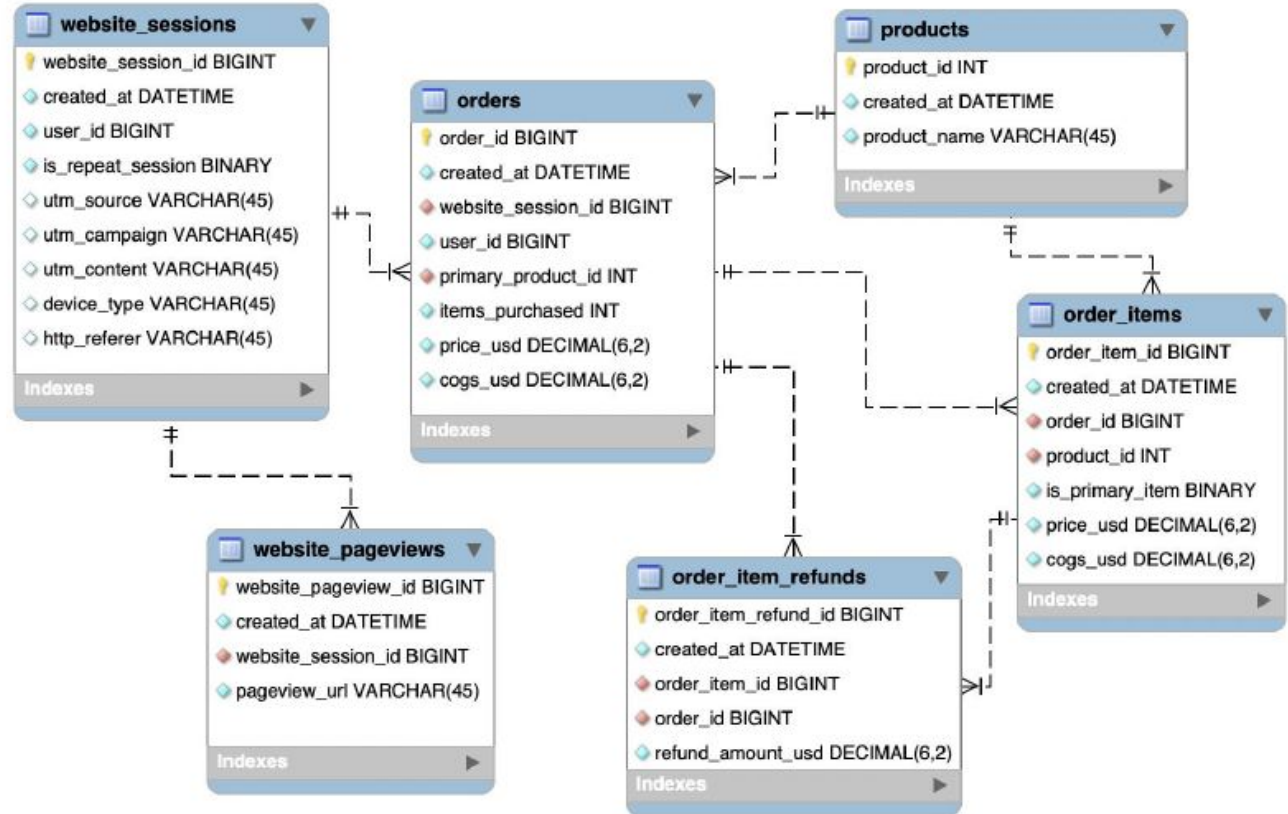 website_sessions
website_session_id BIGINT
created_at DATETIME
user_id BIGINT
is_repeat_session BINARY
utm_source VARCHAR(45)
utm_campaign VARCHAR(45)
utm_content VARCHAR(45)
device_type VARCHAR(45)
http_referer VARCHAR(45)
Indexes
orders
order_id BIGINT
created_at DATETIME
website_session_id BIGINT
user_id BIGINT
primary_product_id INT
items_purchased INT
price_usd DECIMAL(6,2)
cogs_usd DECIMAL(6,2)
Indexes
products
product_id INT
created_at DATETIME
product_name VARCHAR(45)
Indexes
order_items
order_item_id BIGINT
created_at DATETIME
order_id BIGINT
product_id INT
is_primary_item BINARY
price_usd DECIMAL(6,2)
cogs_usd DECIMAL(6,2)
Indexes
website_pageviews
website_pageview_id BIGINT
created_at DATETIME
website_session_id BIGINT
pageview_url VARCHAR(45)
Indexes
order_item_refunds
order_item_refund_id BIGINT
created_at DATETIME
order_item_id BIGINT
order_id BIGINT
refund_amount_usd DECIMAL(6,2)
Indexes